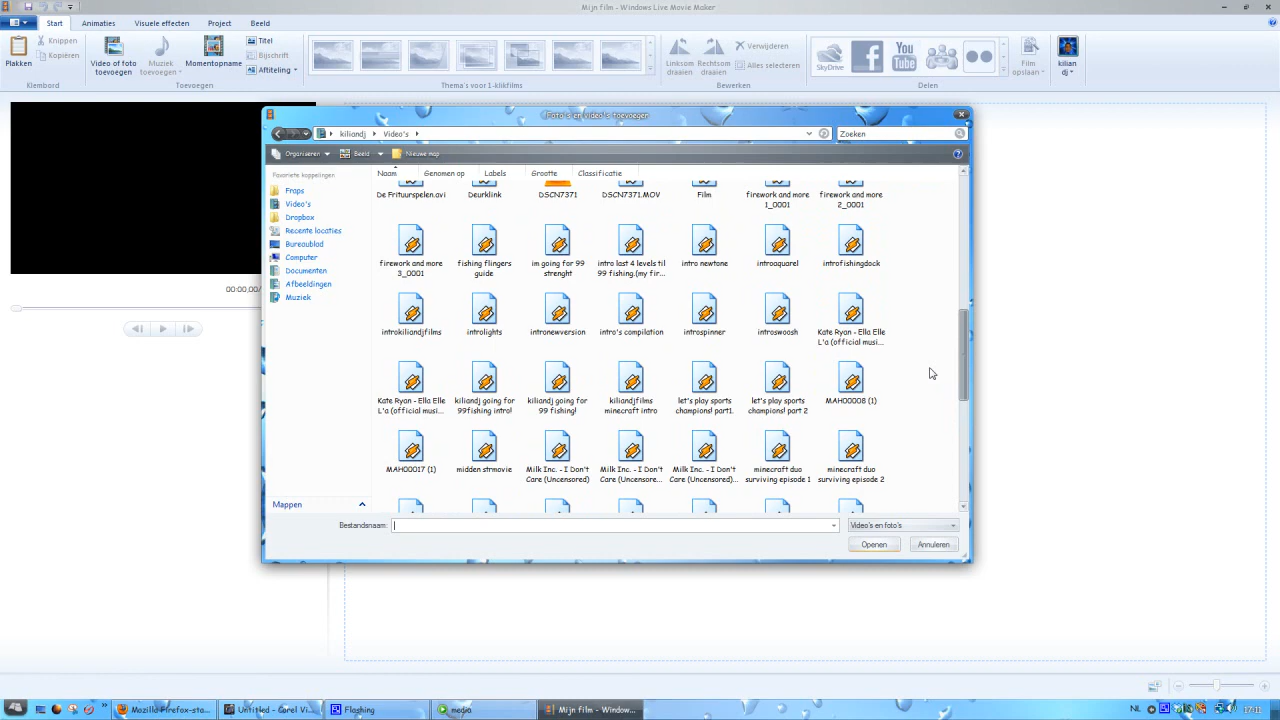 Mijn film - Windows Live Movie Maker
Start Animaties Visuele effecten Project Beeld
Plakken
Knippen
Kopiëren
Klembord
Video of foto toevoegen
Muziek toevoegen
Momentopname
Titel
Bijschrift
Aftiteling
Toevoegen
Thema's voor 1-klikfilms
Linksom draaien
Rechtsom draaien
Verwijderen
Alles selecteren
Bewerken
SkyDrive
You Tube
Delen
Film opslaan
kilian dj
00:00,00/
Foto's en video's toevoegen
kiliandj Video's
Zoeken
Organiseren Beeld Nieuwe map
Favoriete koppelingen
Fraps
Video's
Dropbox
Recente locaties
Bureaublad
Computer
Documenten
Afbeeldingen
Muziek
Mappen
Naam Genomen op Labels Grootte Classificatie
De Frituurspelen.avi
Deurklink
DSCN7371
DSCN7371.MOV
Film
firework and more 1_0001
firework and more 2_0001
firework and more 3_0001
fishing flingers guide
im going for 99 strenght
intro last 4 levels til 99 fishing.(my fir...
intro newtone
introaquarel
introfishingdock
introkiliandjfilms
introlights
intronewversion
intro's compilation
introspinner
introswoosh
Kate Ryan - Ella Elle L'a (official musi...
Kate Ryan - Ella Elle L'a (official musi...
kiliandj going for 99fishing intro!
kiliandj going for 99 fishing!
kiliandjfilms minecraft intro
let's play sports champions! part1.
let's play sports champions! part 2
MAH00008 (1)
MAH00017 (1)
midden strmovie
Milk Inc. - I Don't Care (Uncensored)
Milk Inc. - I Don't Care (Uncensore...
Milk Inc. - I Don't Care (Uncensored)...
minecraft duo surviving episode 1
minecraft duo surviving episode 2
Bestandsnaam:
Video's en foto's
Openen Annuleren
Mozilla Firefox-sta...
Untitled - Corel Vi...
Flashing
media
Mijn film - Window...
NL
17:11